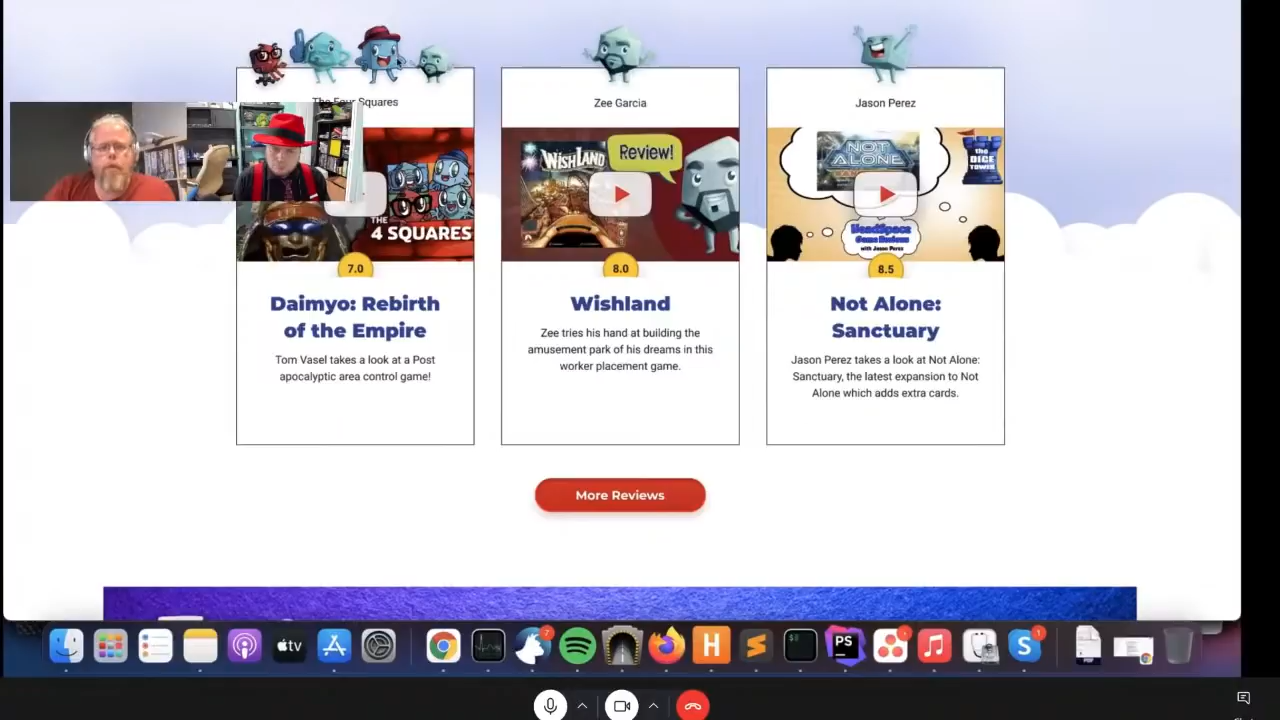 The Four Squares
Zee Garcia
Jason Perez
THE
4 SQUARES
WISHLAND
Review!
NOT
ALONE
the
DICE
TOWER
HeadSpace
Game Reviews
with Jason Perez
7.0
8.0
8.5
Daimyo: Rebirth
of the Empire
Tom Vasel takes a look at a Post
apocalyptic area control game!
Wishland
Zee tries his hand at building the
amusement park of his dreams in this
worker placement game.
Not Alone:
Sanctuary
Jason Perez takes a look at Not Alone:
Sanctuary, the latest expansion to Not
Alone which adds extra cards.
More Reviews
tv
7
H
$
PS
S
1
PDF